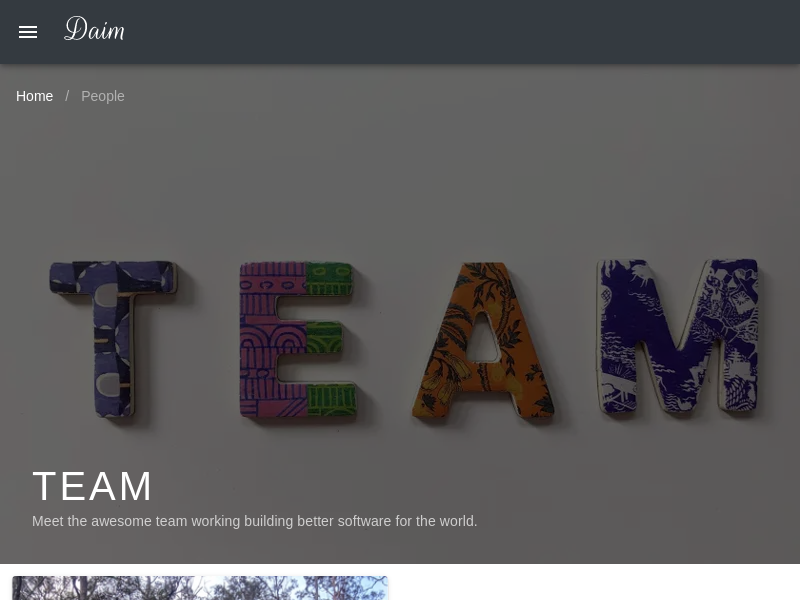 Daim
Home / People
TEAM
TEAM
Meet the awesome team working building better software for the world.